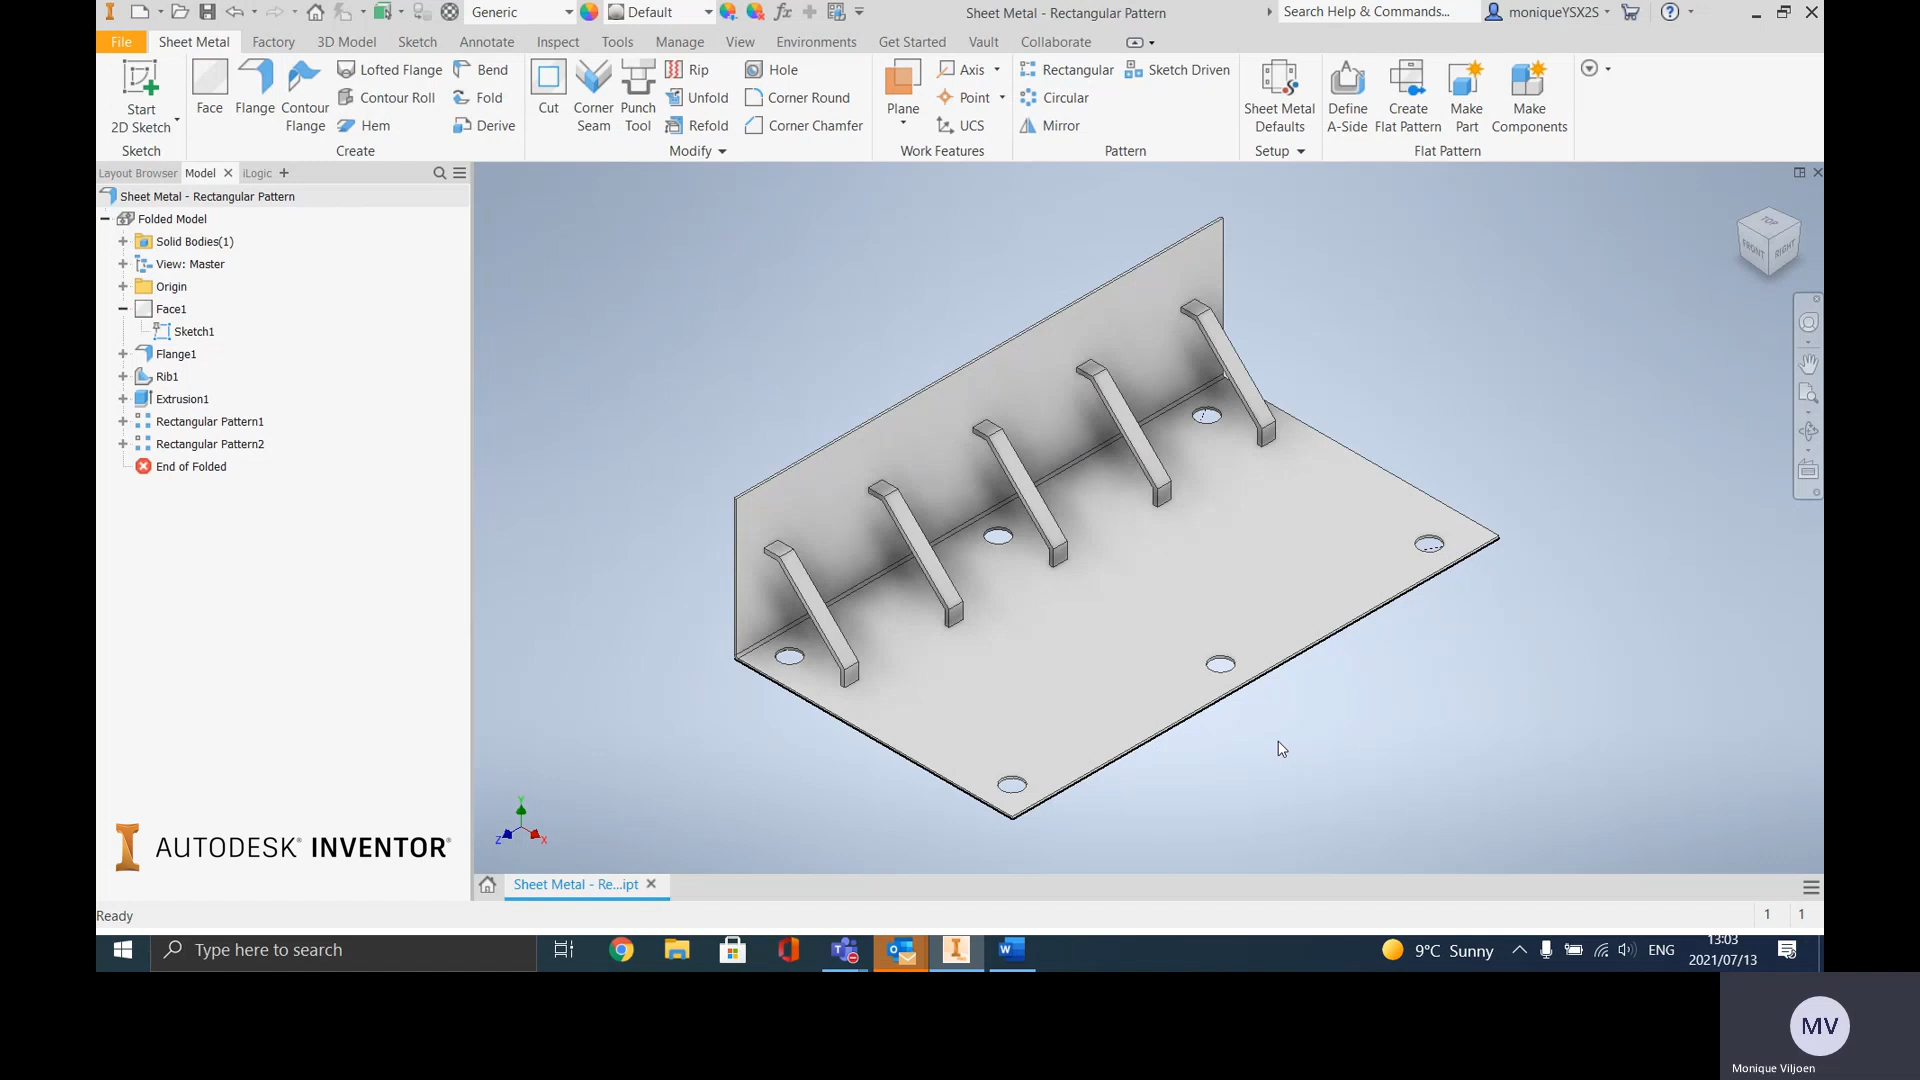 Generic
Default
Sheet Metal - Rectangular Pattern
Search Help & Commands...
moniqueYSX2S
File
Sheet Metal
Factory
3D Model
Sketch
Annotate
Inspect
Tools
Manage
View
Environments
Get Started
Vault
Collaborate
Start
2D Sketch
Face
Flange
Contour
Flange
Lofted Flange
Contour Roll
Hem
Bend
Fold
Derive
Cut
Corner
Seam
Punch
Tool
Rip
Unfold
Refold
Hole
Corner Round
Corner Chamfer
Plane
Axis
Point
UCS
Rectangular
Circular
Mirror
Sketch Driven
Sheet Metal
Defaults
Define
A-Side
Create
Flat Pattern
Make
Part
Make
Components
Sketch
Create
Modify
Work Features
Pattern
Setup
Flat Pattern
Layout Browser
Model
iLogic
Sheet Metal - Rectangular Pattern
Folded Model
Solid Bodies(1)
View: Master
Origin
Face1
Sketch1
Flange1
Rib1
Extrusion1
Rectangular Pattern1
Rectangular Pattern2
End of Folded
TOP
FRONT
RIGHT
Y
Z
X
AUTODESK® INVENTOR®
Sheet Metal - Re...ipt
Ready
1
1
Type here to search
9°C Sunny
ENG
13:03
2021/07/13
MV
Monique Viljoen